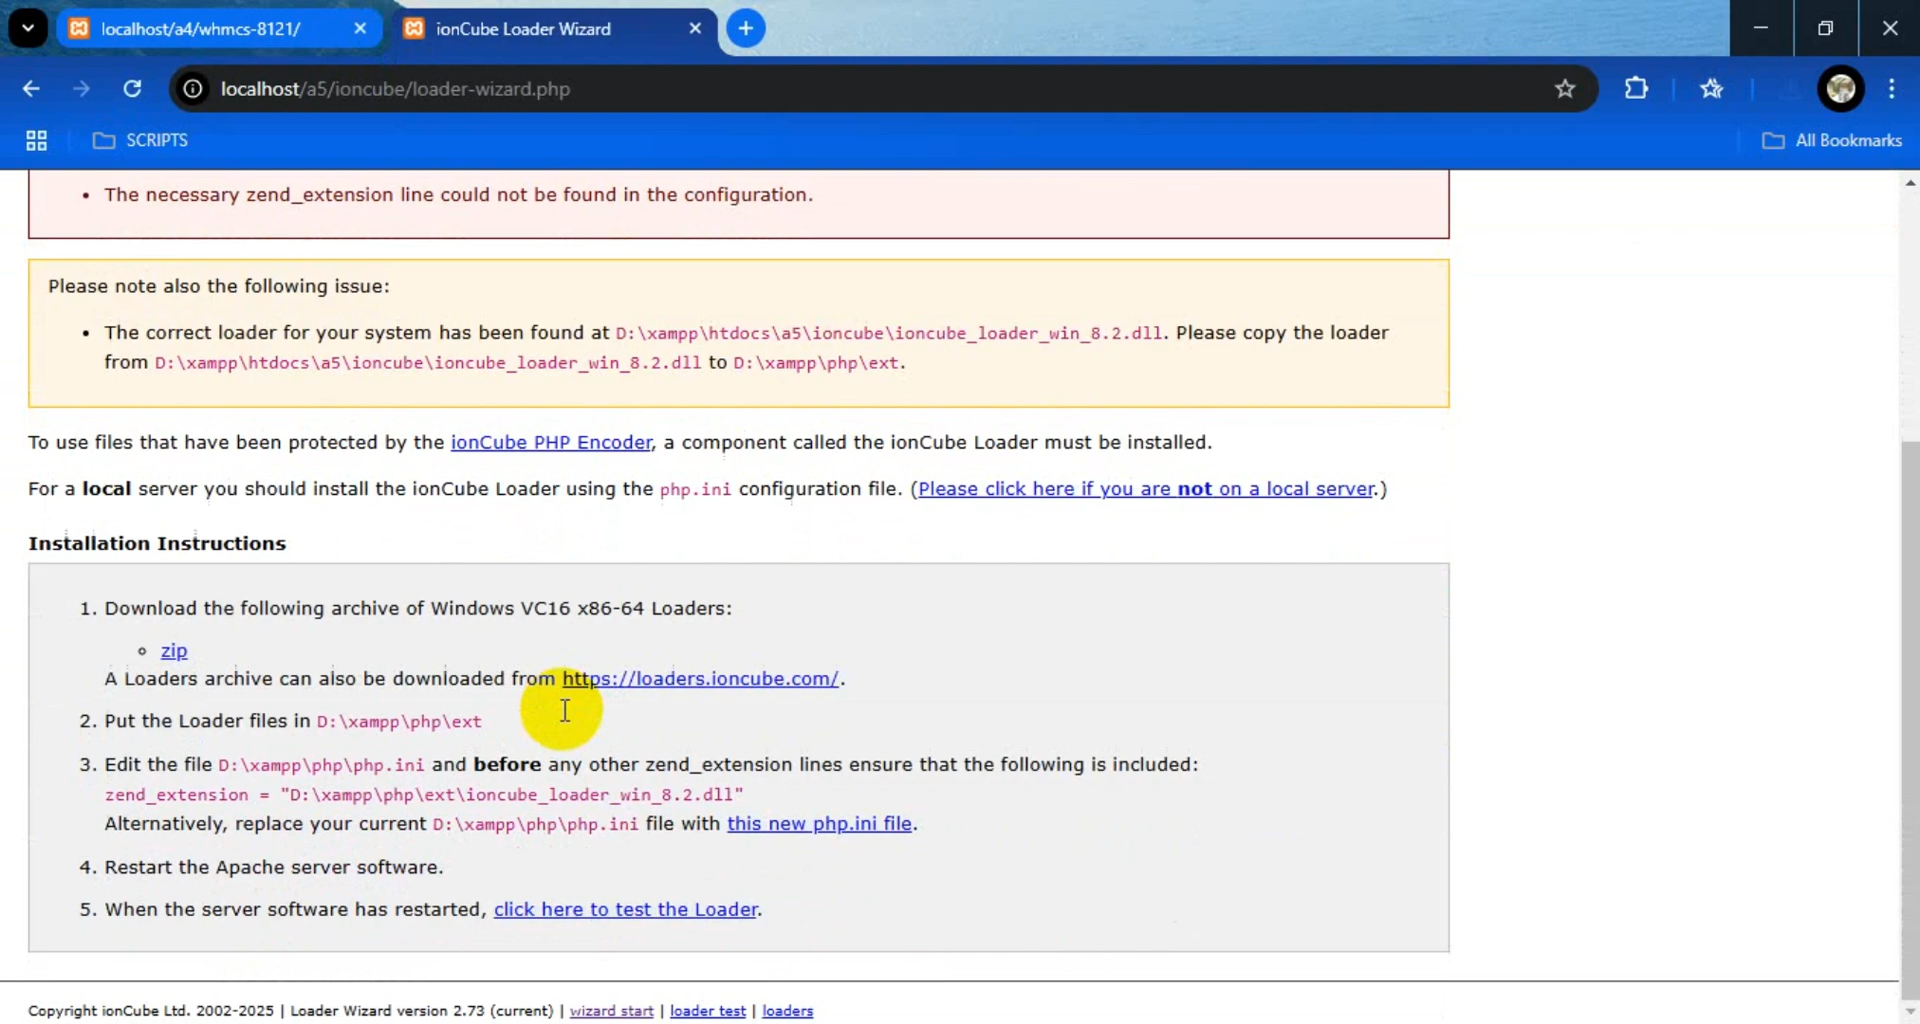 localhost/a4/whmcs-8121/
ionCube Loader Wizard
localhost/a5/ioncube/loader-wizard.php
SCRIPTS
All Bookmarks
• The necessary zend_extension line could not be found in the configuration.
Please note also the following issue:
• The correct loader for your system has been found at D:\xampp\htdocs\a5\ioncube\ioncube_loader_win_8.2.dll. Please copy the loader
from D:\xampp\htdocs\a5\ioncube\ioncube_loader_win_8.2.dll to D:\xampp\php\ext.
To use files that have been protected by the ionCube PHP Encoder, a component called the ionCube Loader must be installed.
For a local server you should install the ionCube Loader using the php.ini configuration file. (Please click here if you are not on a local server.)
Installation Instructions
1. Download the following archive of Windows VC16 x86-64 Loaders:
zip
A Loaders archive can also be downloaded from https://loaders.ioncube.com/.
2. Put the Loader files in D:\xampp\php\ext
3. Edit the file D:\xampp\php\php.ini and before any other zend_extension lines ensure that the following is included:
zend_extension = "D:\xampp\php\ext\ioncube_loader_win_8.2.dll"
Alternatively, replace your current D:\xampp\php\php.ini file with this new php.ini file.
4. Restart the Apache server software.
5. When the server software has restarted, click here to test the Loader.
Copyright ionCube Ltd. 2002-2025 | Loader Wizard version 2.73 (current) | wizard start | loader test | loaders